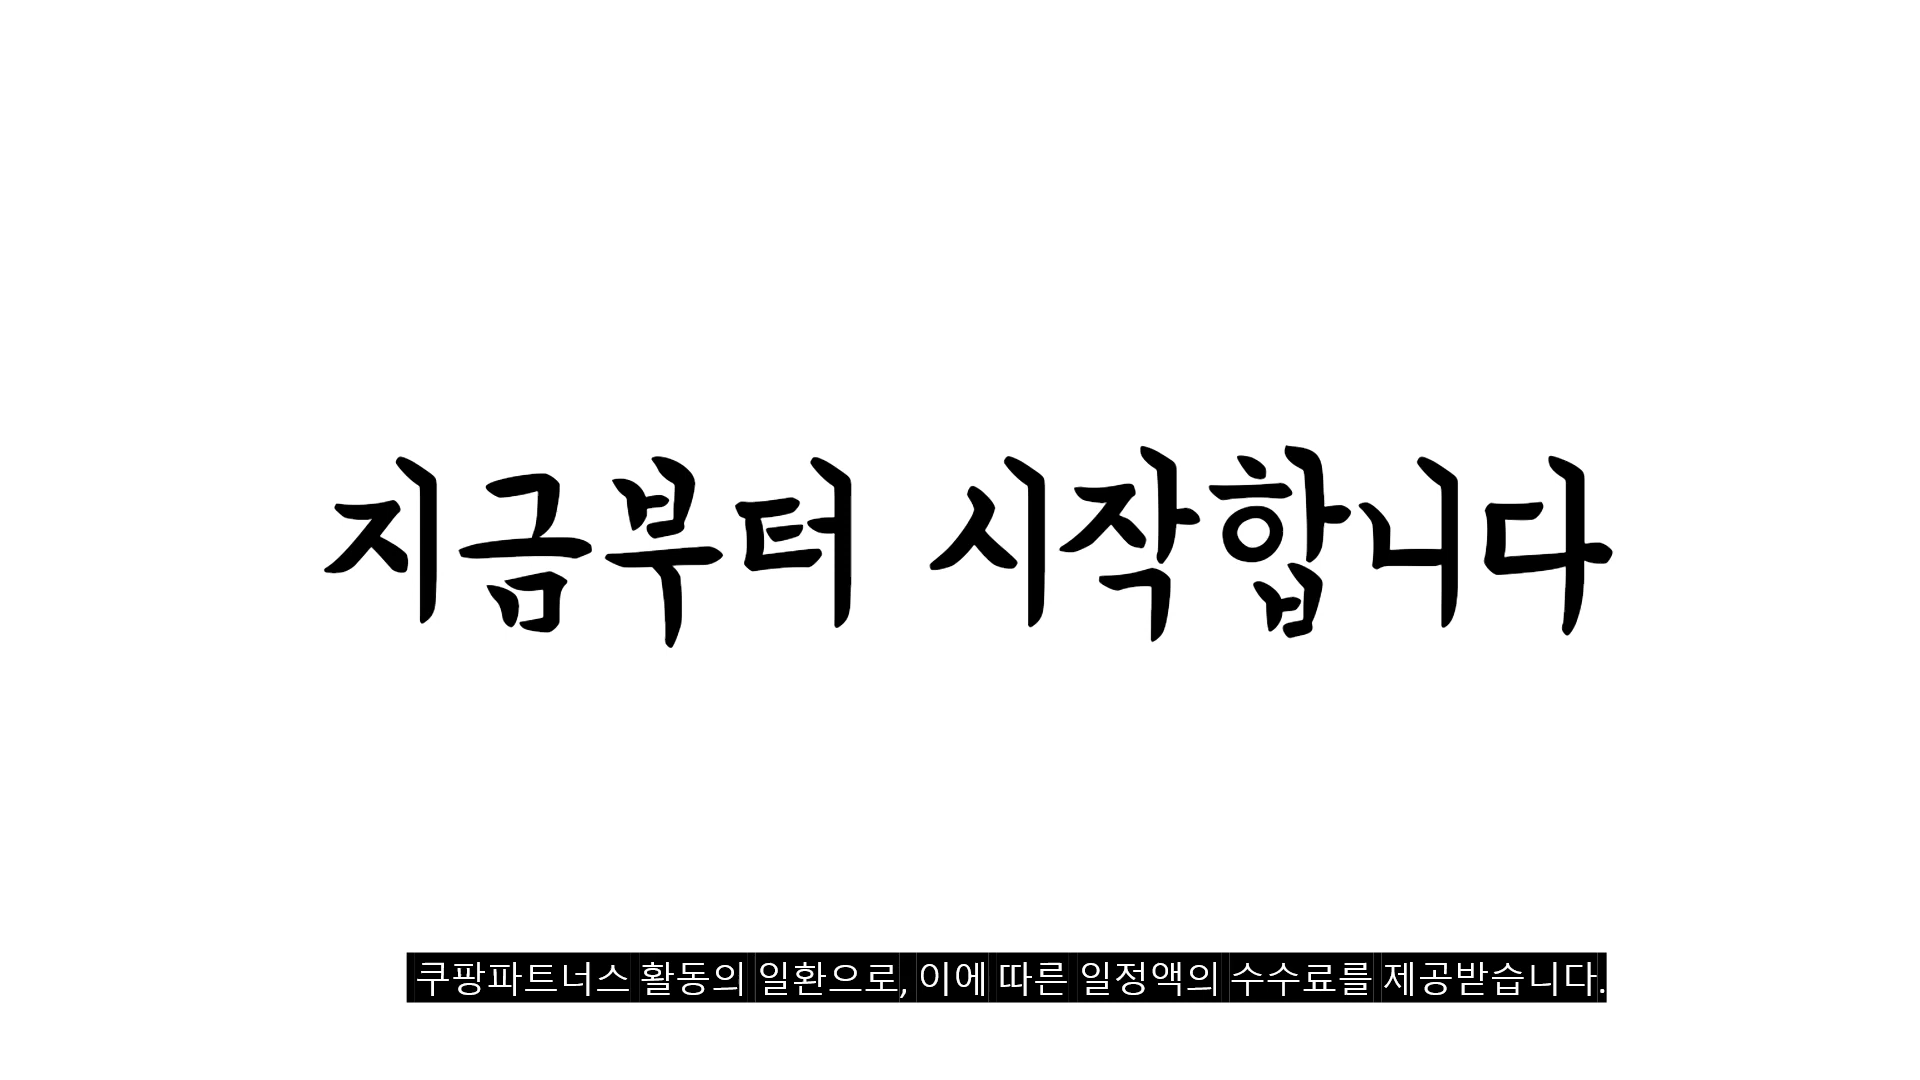 지금부터 시작합니다
쿠팡파트너스 활동의 일환으로, 이에 따른 일정액의 수수료를 제공받습니다.